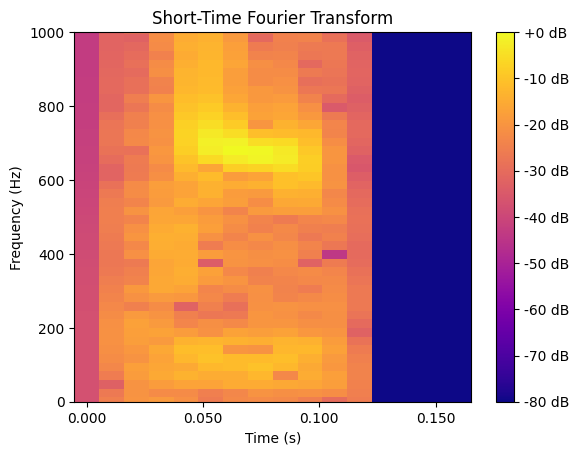 Short-Time Fourier Transform
1000
800
600
400
200
0
Frequency (Hz)
0.000
0.050
0.100
0.150
Time (s)
+0 dB
-10 dB
-20 dB
-30 dB
-40 dB
-50 dB
-60 dB
-70 dB
-80 dB